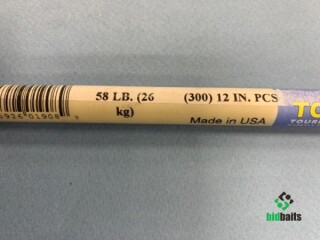 58 LB. (26 kg)
(300) 12 IN. PCS
Made in USA
bidbaits